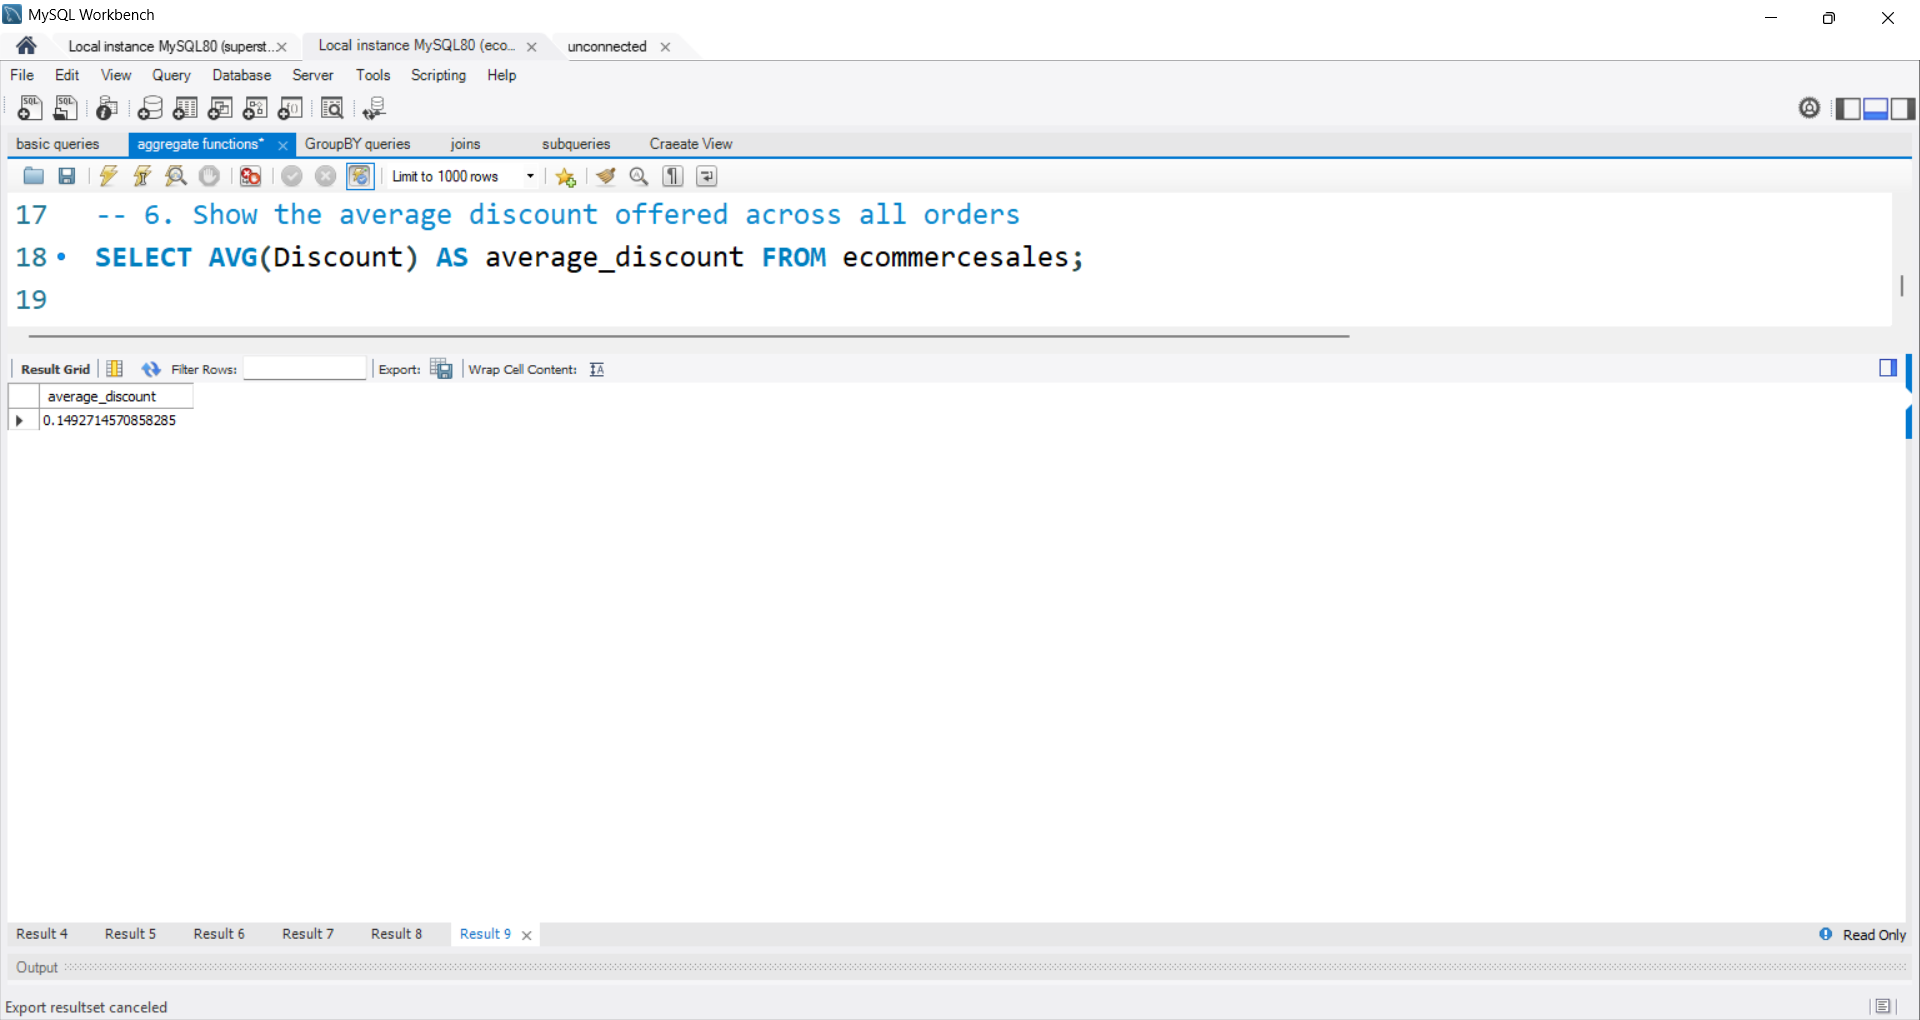 MySQL Workbench
Local instance MySQL80 (superst... Local instance MySQL80 (eco... unconnected
File Edit View Query Database Server Tools Scripting Help
basic queries aggregate functions* GroupBY queries joins subqueries Craeate View
Limit to 1000 rows
17 -- 6. Show the average discount offered across all orders
18 SELECT AVG(Discount) AS average_discount FROM ecommercesales;
19
Result Grid Filter Rows: Export: Wrap Cell Content:
average_discount
0.1492714570858285
Result 4 Result 5 Result 6 Result 7 Result 8 Result 9 Read Only
Output
Export resultset canceled